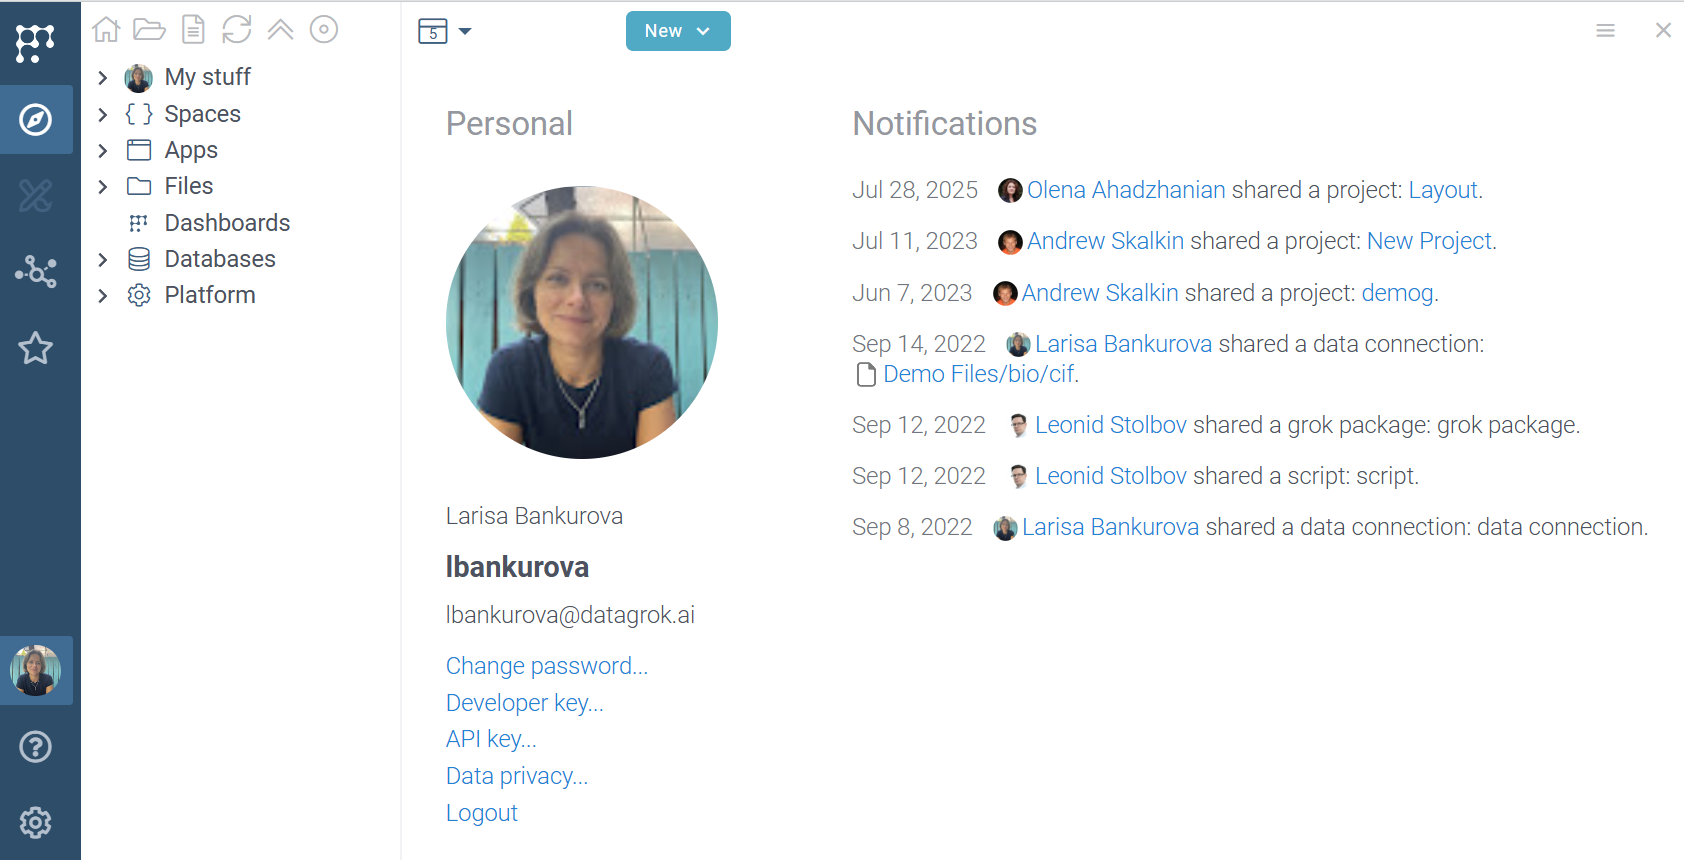 5
New
My stuff
Spaces
Apps
Files
Dashboards
Databases
Platform
Personal
Larisa Bankurova
lbankurova
lbankurova@datagrok.ai
Change password...
Developer key...
API key...
Data privacy...
Logout
Notifications
Jul 28, 2025 Olena Ahadzhanian shared a project: Layout.
Jul 11, 2023 Andrew Skalkin shared a project: New Project.
Jun 7, 2023 Andrew Skalkin shared a project: demog.
Sep 14, 2022 Larisa Bankurova shared a data connection:
Demo Files/bio/cif.
Sep 12, 2022 Leonid Stolbov shared a grok package: grok package.
Sep 12, 2022 Leonid Stolbov shared a script: script.
Sep 8, 2022 Larisa Bankurova shared a data connection: data connection.